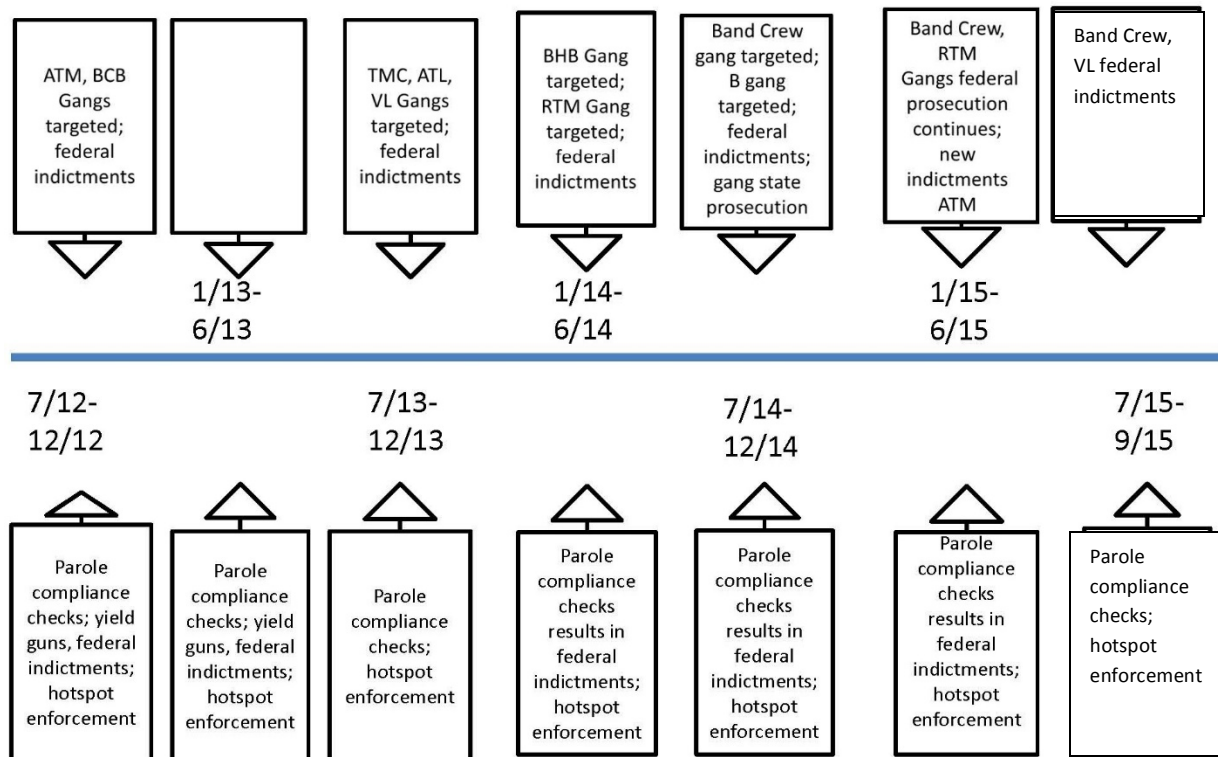 ATM, BCB
Gangs
targeted;
federal
indictments
TMC, ATL,
VL Gangs
targeted;
federal
indictments
BHB Gang
targeted;
RTM Gang
targeted;
federal
indictments
Band Crew
gang targeted;
B gang
targeted;
federal
indictments;
gang state
prosecution
Band Crew,
RTM
Gangs federal
prosecution
continues;
new
indictments
ATM
Band Crew,
VL federal
indictments
1/13-
6/13
1/14-
6/14
1/15-
6/15
7/12-
12/12
7/13-
12/13
7/14-
12/14
7/15-
9/15
Parole
compliance
checks; yield
guns, federal
indictments;
hotspot
enforcement
Parole
compliance
checks; yield
guns, federal
indictments;
hotspot
enforcement
Parole
compliance
checks;
hotspot
enforcement
Parole
compliance
checks
results in
federal
indictments;
hotspot
enforcement
Parole
compliance
checks
results in
federal
indictments;
hotspot
enforcement
Parole
compliance
checks
results in
federal
indictments;
hotspot
enforcement
Parole
compliance
checks;
hotspot
enforcement